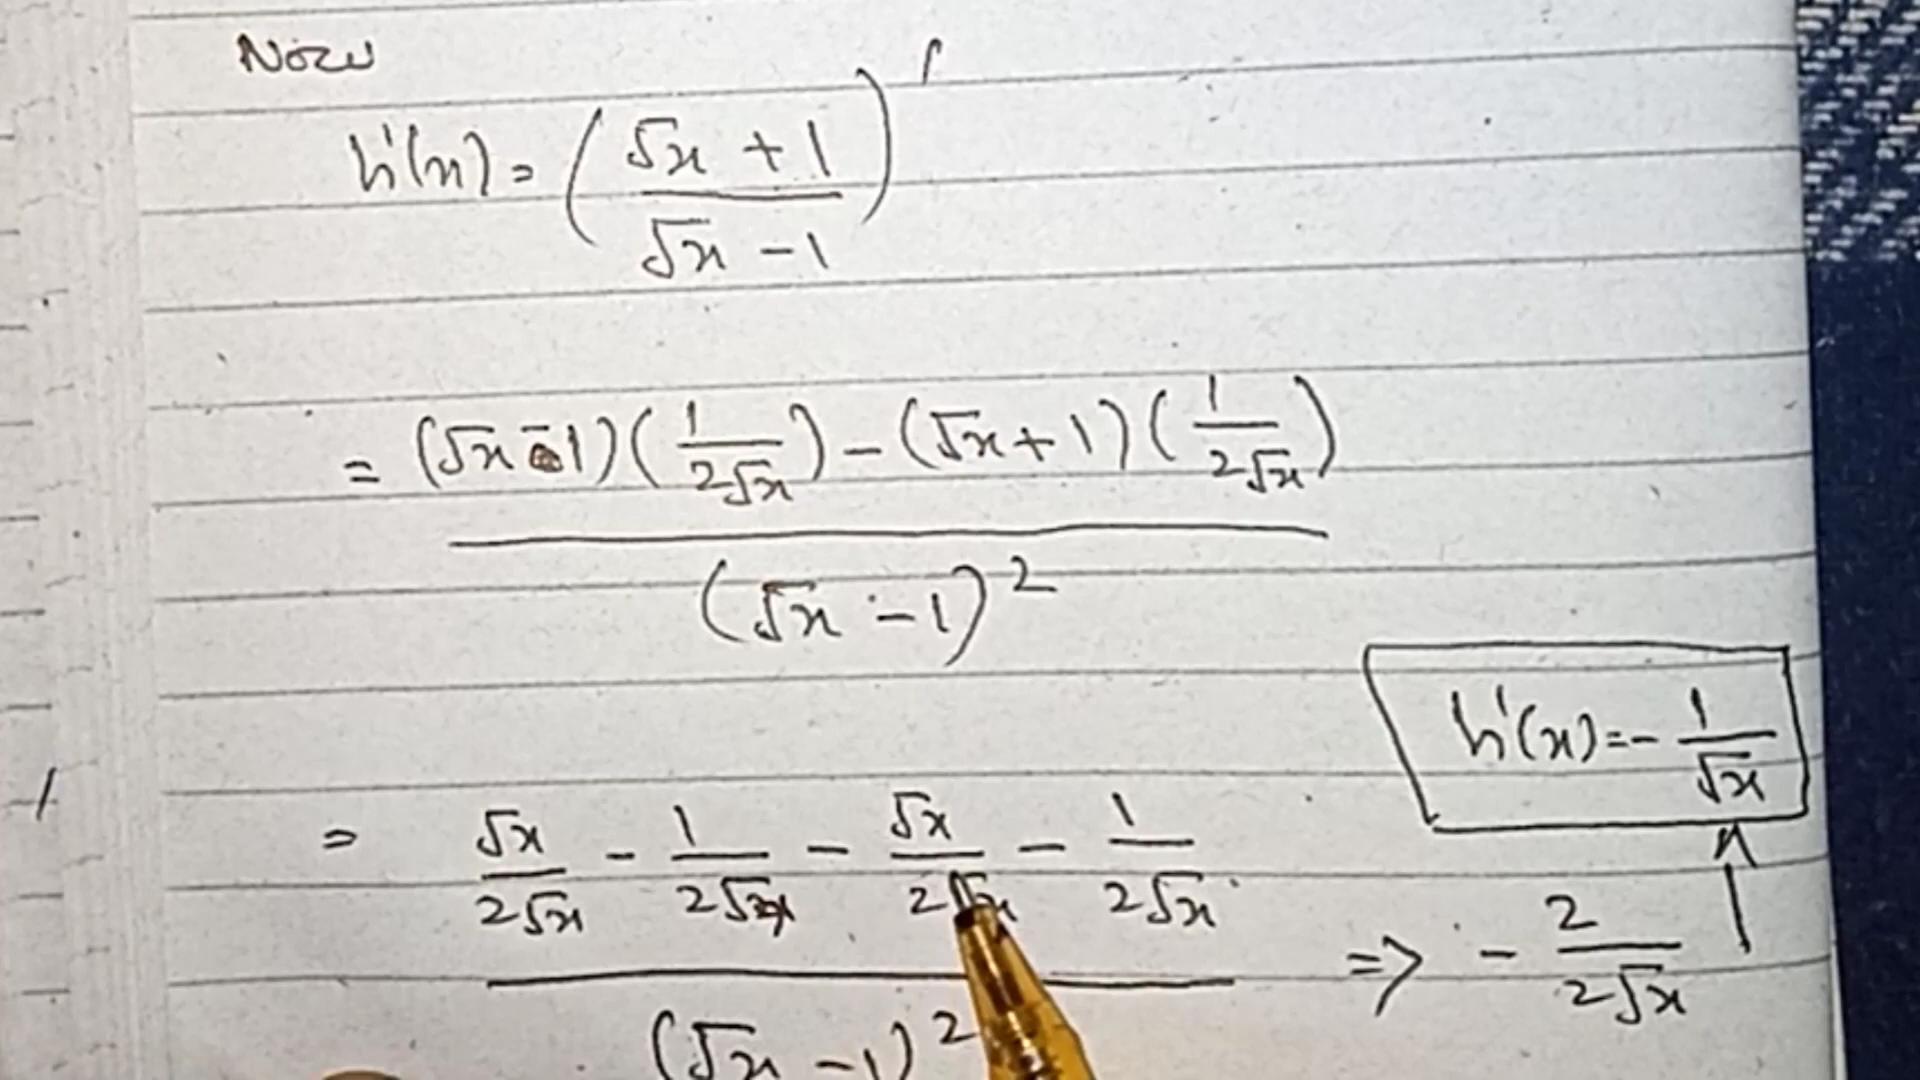 Now
h'(x) = ( (√x + 1) / (√x - 1) )'
= ( (√x - 1)(1/2√x) - (√x + 1)(1/2√x) ) / (√x - 1)²
= ( √x/2√x - 1/2√x - √x/2√x - 1/2√x ) / (√x - 1)²
=> - 2/2√x
h'(x) = - 1/√x